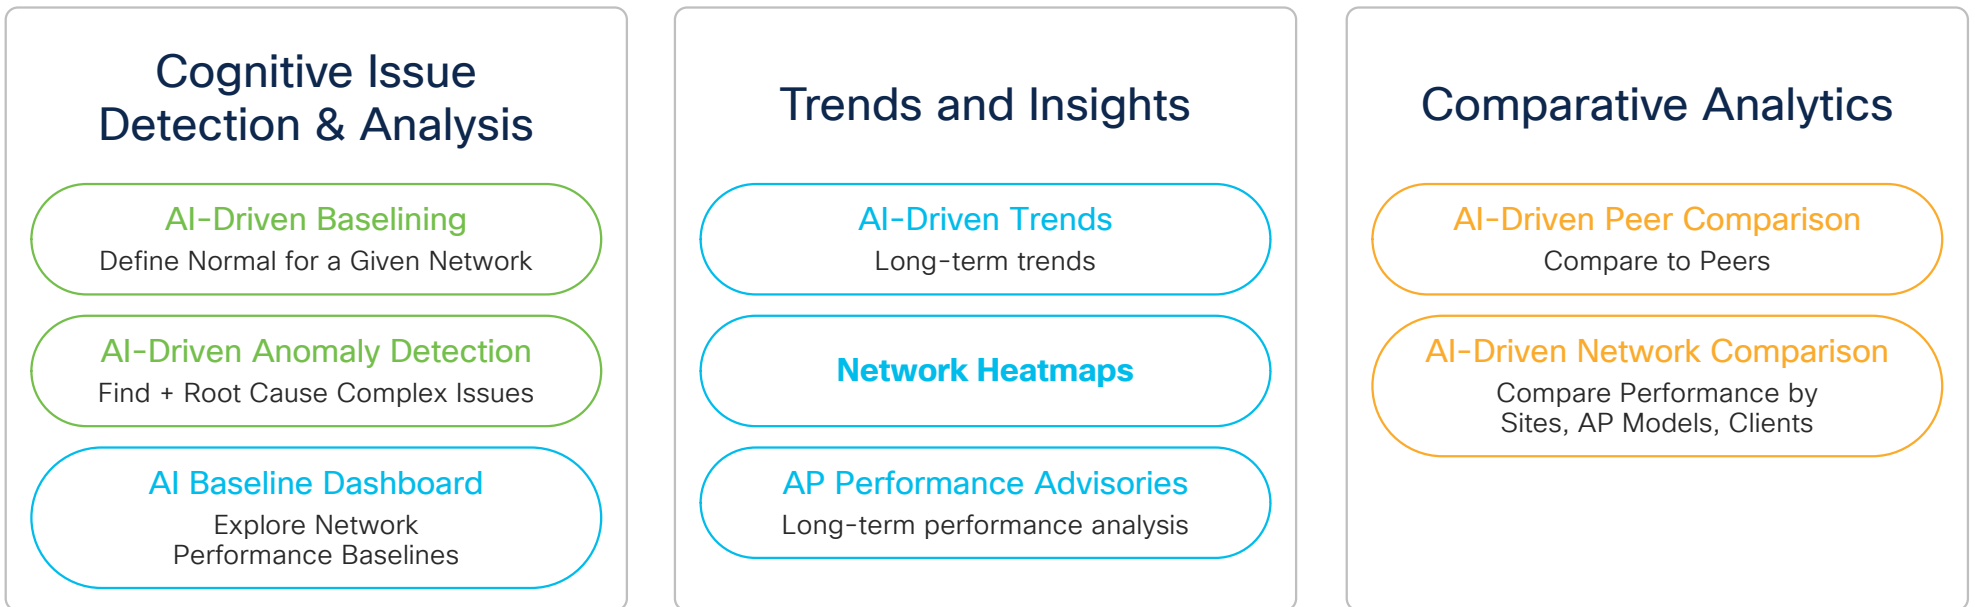 Cognitive Issue
Detection & Analysis
AI-Driven Baselining
Define Normal for a Given Network
AI-Driven Anomaly Detection
Find + Root Cause Complex Issues
AI Baseline Dashboard
Explore Network
Performance Baselines
Trends and Insights
AI-Driven Trends
Long-term trends
Network Heatmaps
AP Performance Advisories
Long-term performance analysis
Comparative Analytics
AI-Driven Peer Comparison
Compare to Peers
AI-Driven Network Comparison
Compare Performance by
Sites, AP Models, Clients